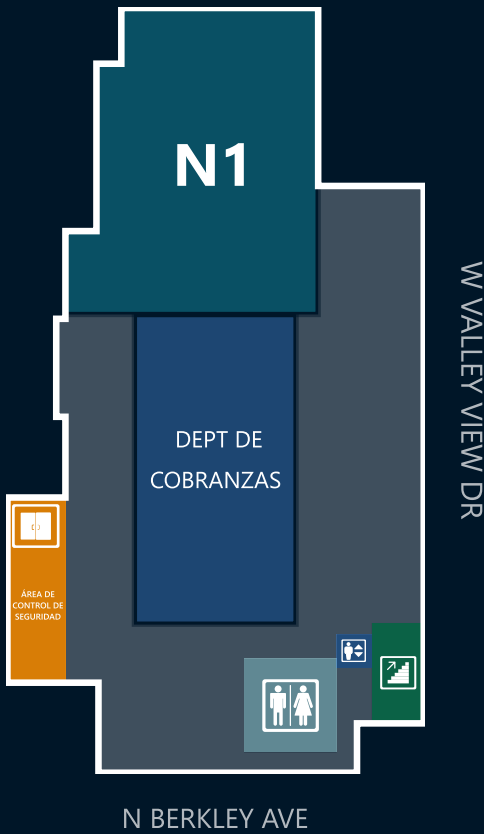 N1
W VALLEY VIEW DR
DEPT DE
COBRANZAS
ÁREA DE
CONTROL DE
SEGURIDAD
N BERKLEY AVE